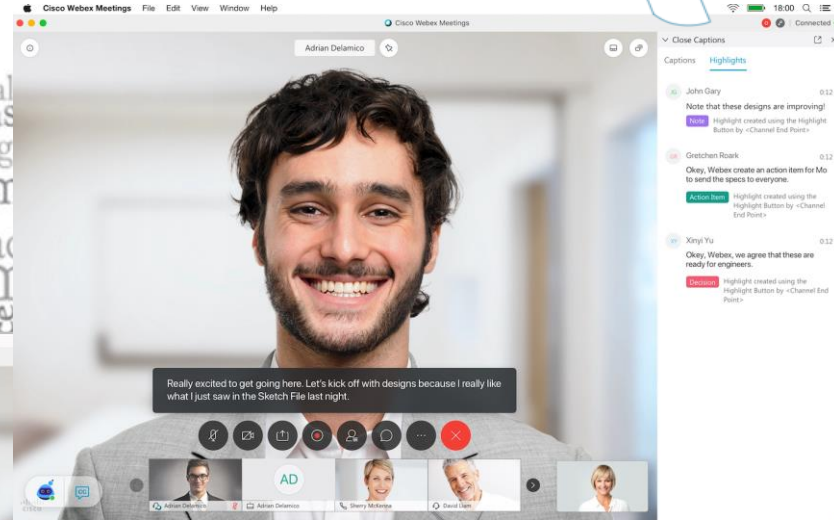 Cisco Webex Meetings File Edit View Window Help
18:00
Cisco Webex Meetings
Connected
Adrian Delamico
Close Captions
Captions Highlights
John Gary 0:12
Note that these designs are improving!
Note Highlight created using the Highlight
Button by <Channel End Point>
Gretchen Roark 0:12
Okey, Webex create an action item for Mo
to send the specs to everyone.
Action Item Highlight created using the
Highlight Button by <Channel
End Point>
Xinyi Yu 0:12
Okey, Webex, we agree that these are
ready for engineers.
Decision Highlight created using the
Highlight Button by <Channel End
Point>
Really excited to get going here. Let's kick off with designs because I really like
what I just saw in the Sketch File last night.
AD
Adrian Delamico
Adrian Delamico
Sherry McKenna
David Liam
CISCO